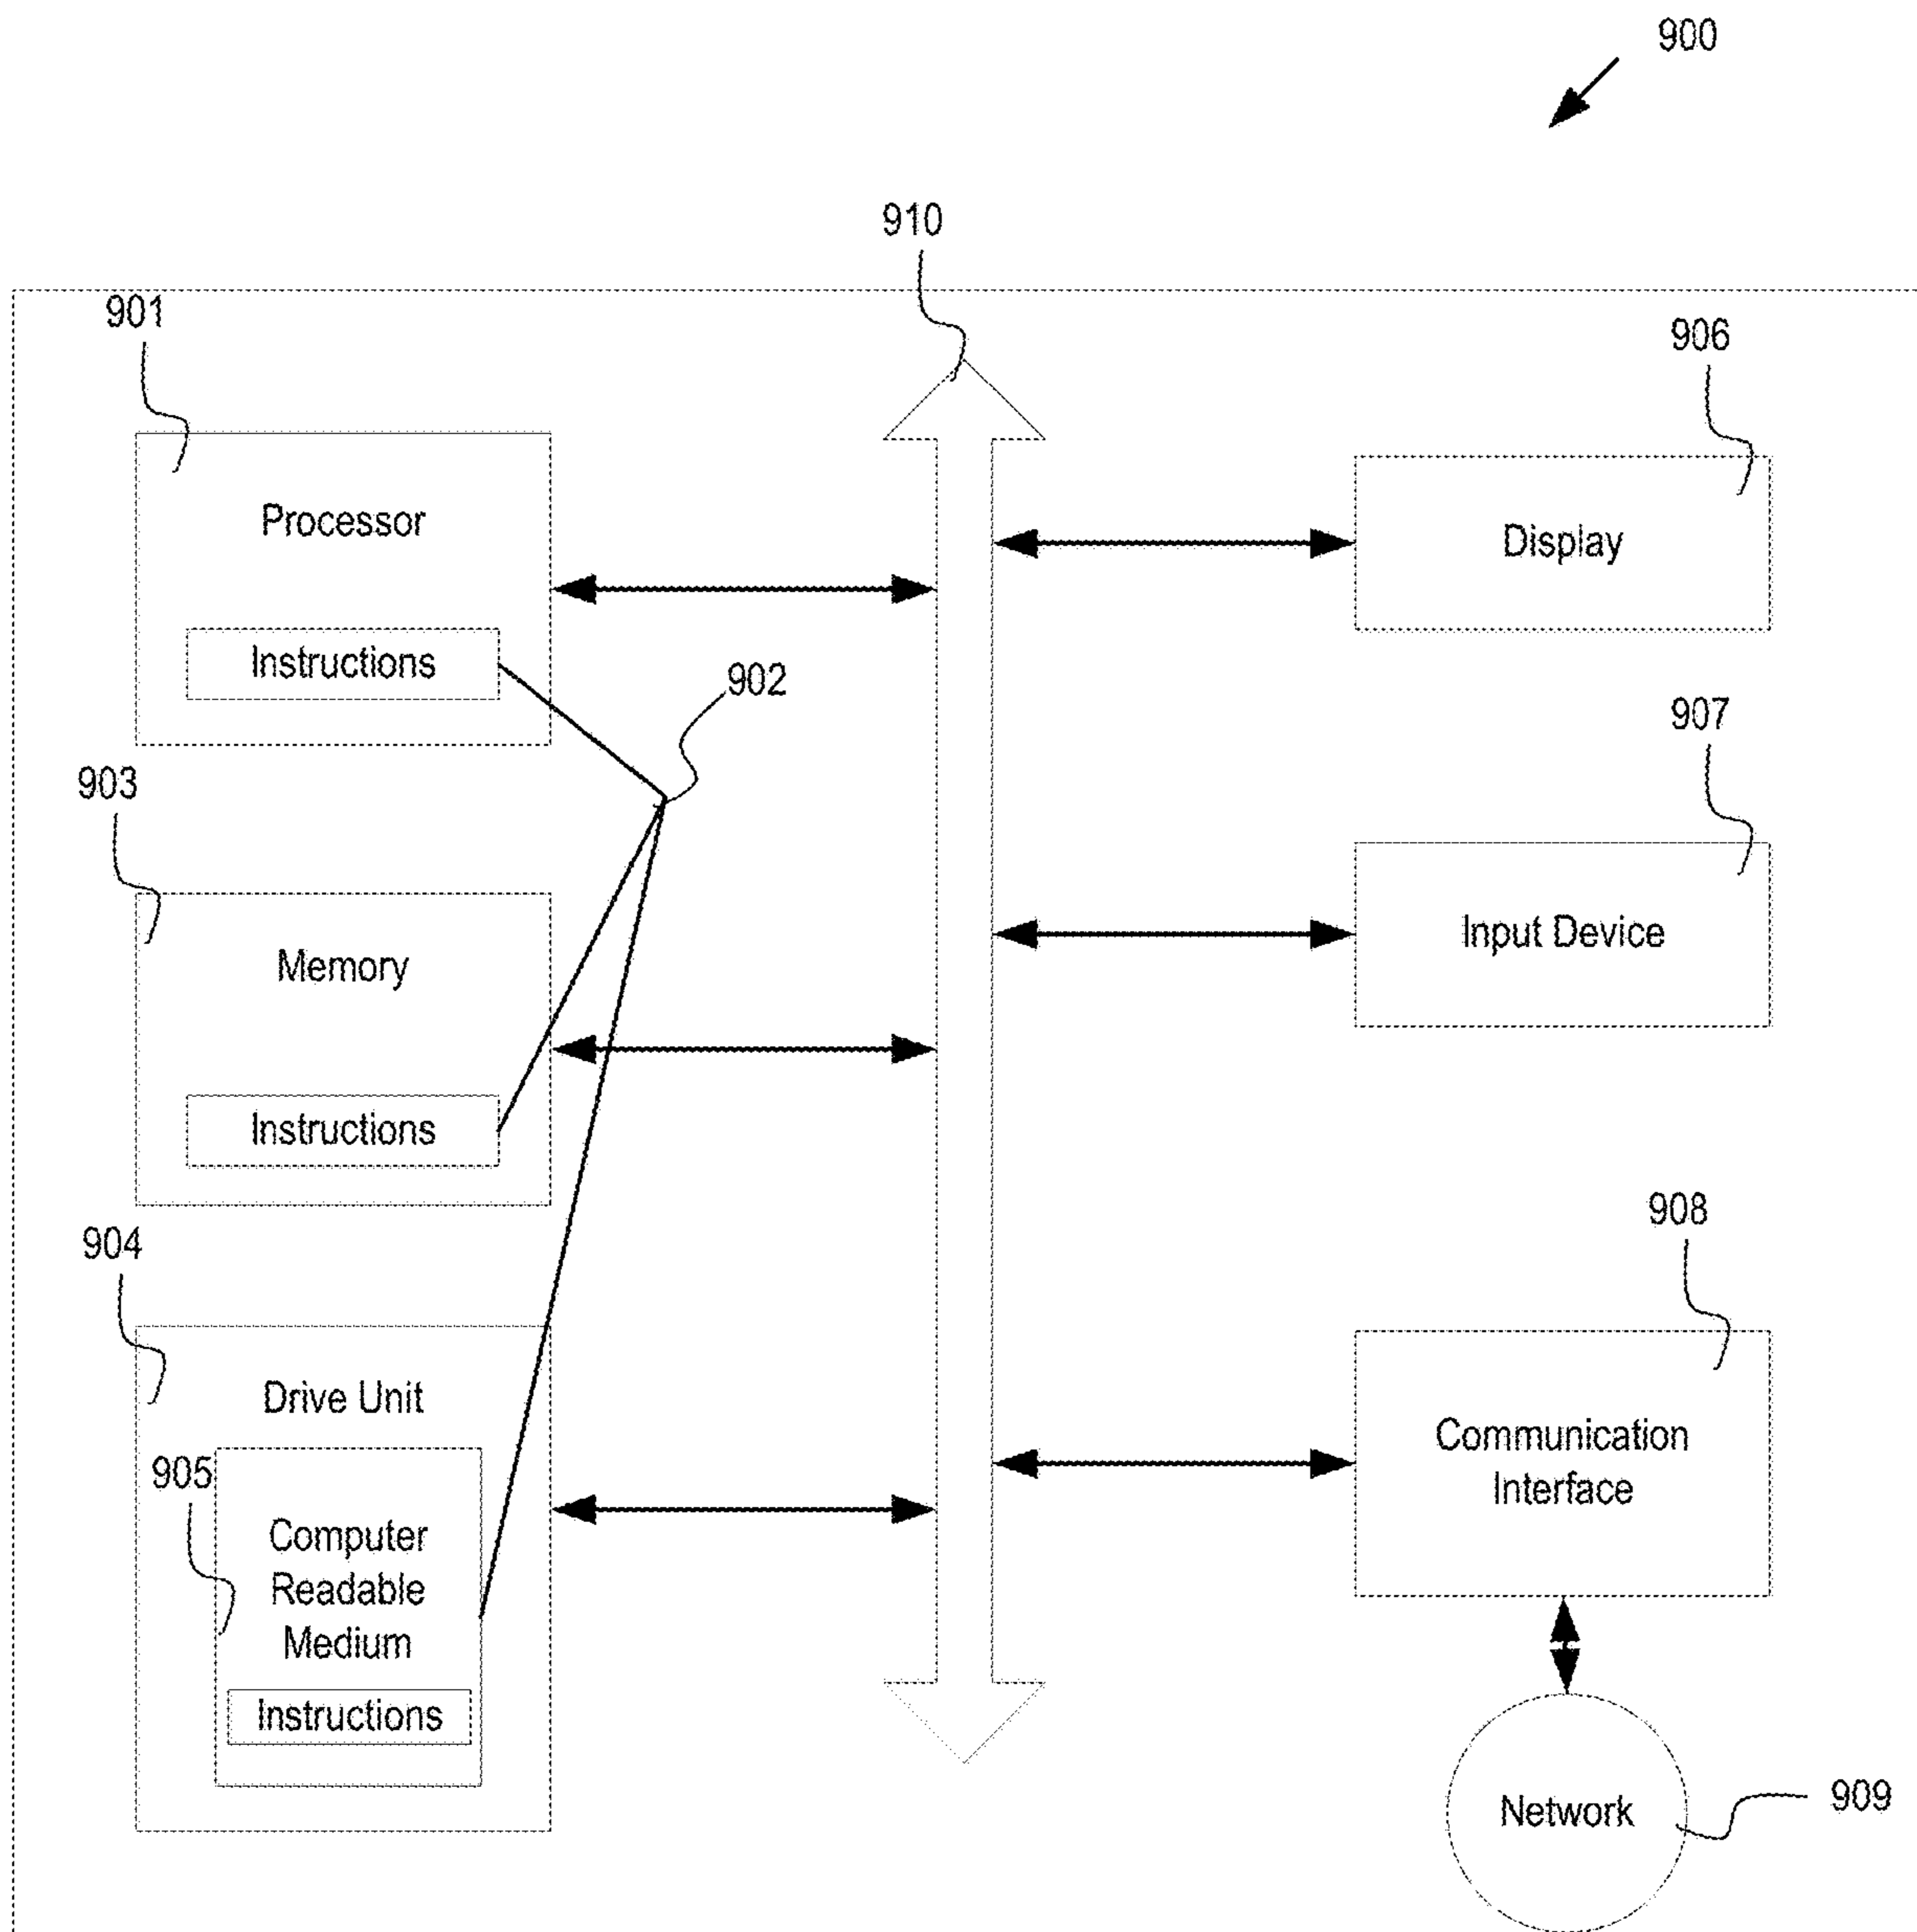 900
910
901
906
Processor
Display
Instructions
902
907
903
Input Device
Memory
Instructions
908
904
Drive Unit
Communication
Interface
905
Computer
Readable
Medium
Instructions
Network
909